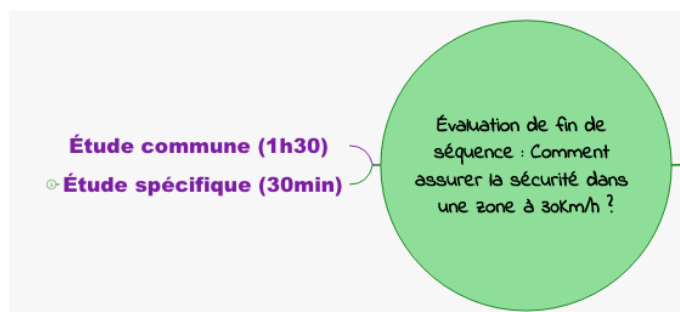 Étude commune (1h30)
Étude spécifique (30min)
Évaluation de fin de
séquence : Comment
assurer la sécurité dans
une zone à 30Km/h ?